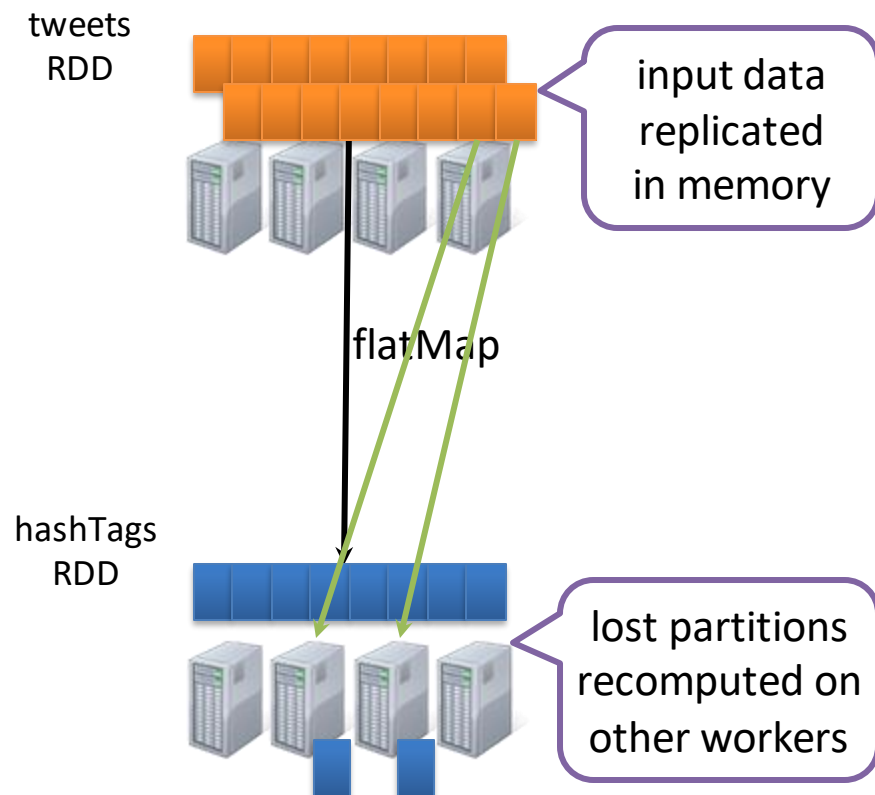 tweets
RDD
input data
replicated
in memory
flatMap
hashTags
RDD
lost partitions
recomputed on
other workers